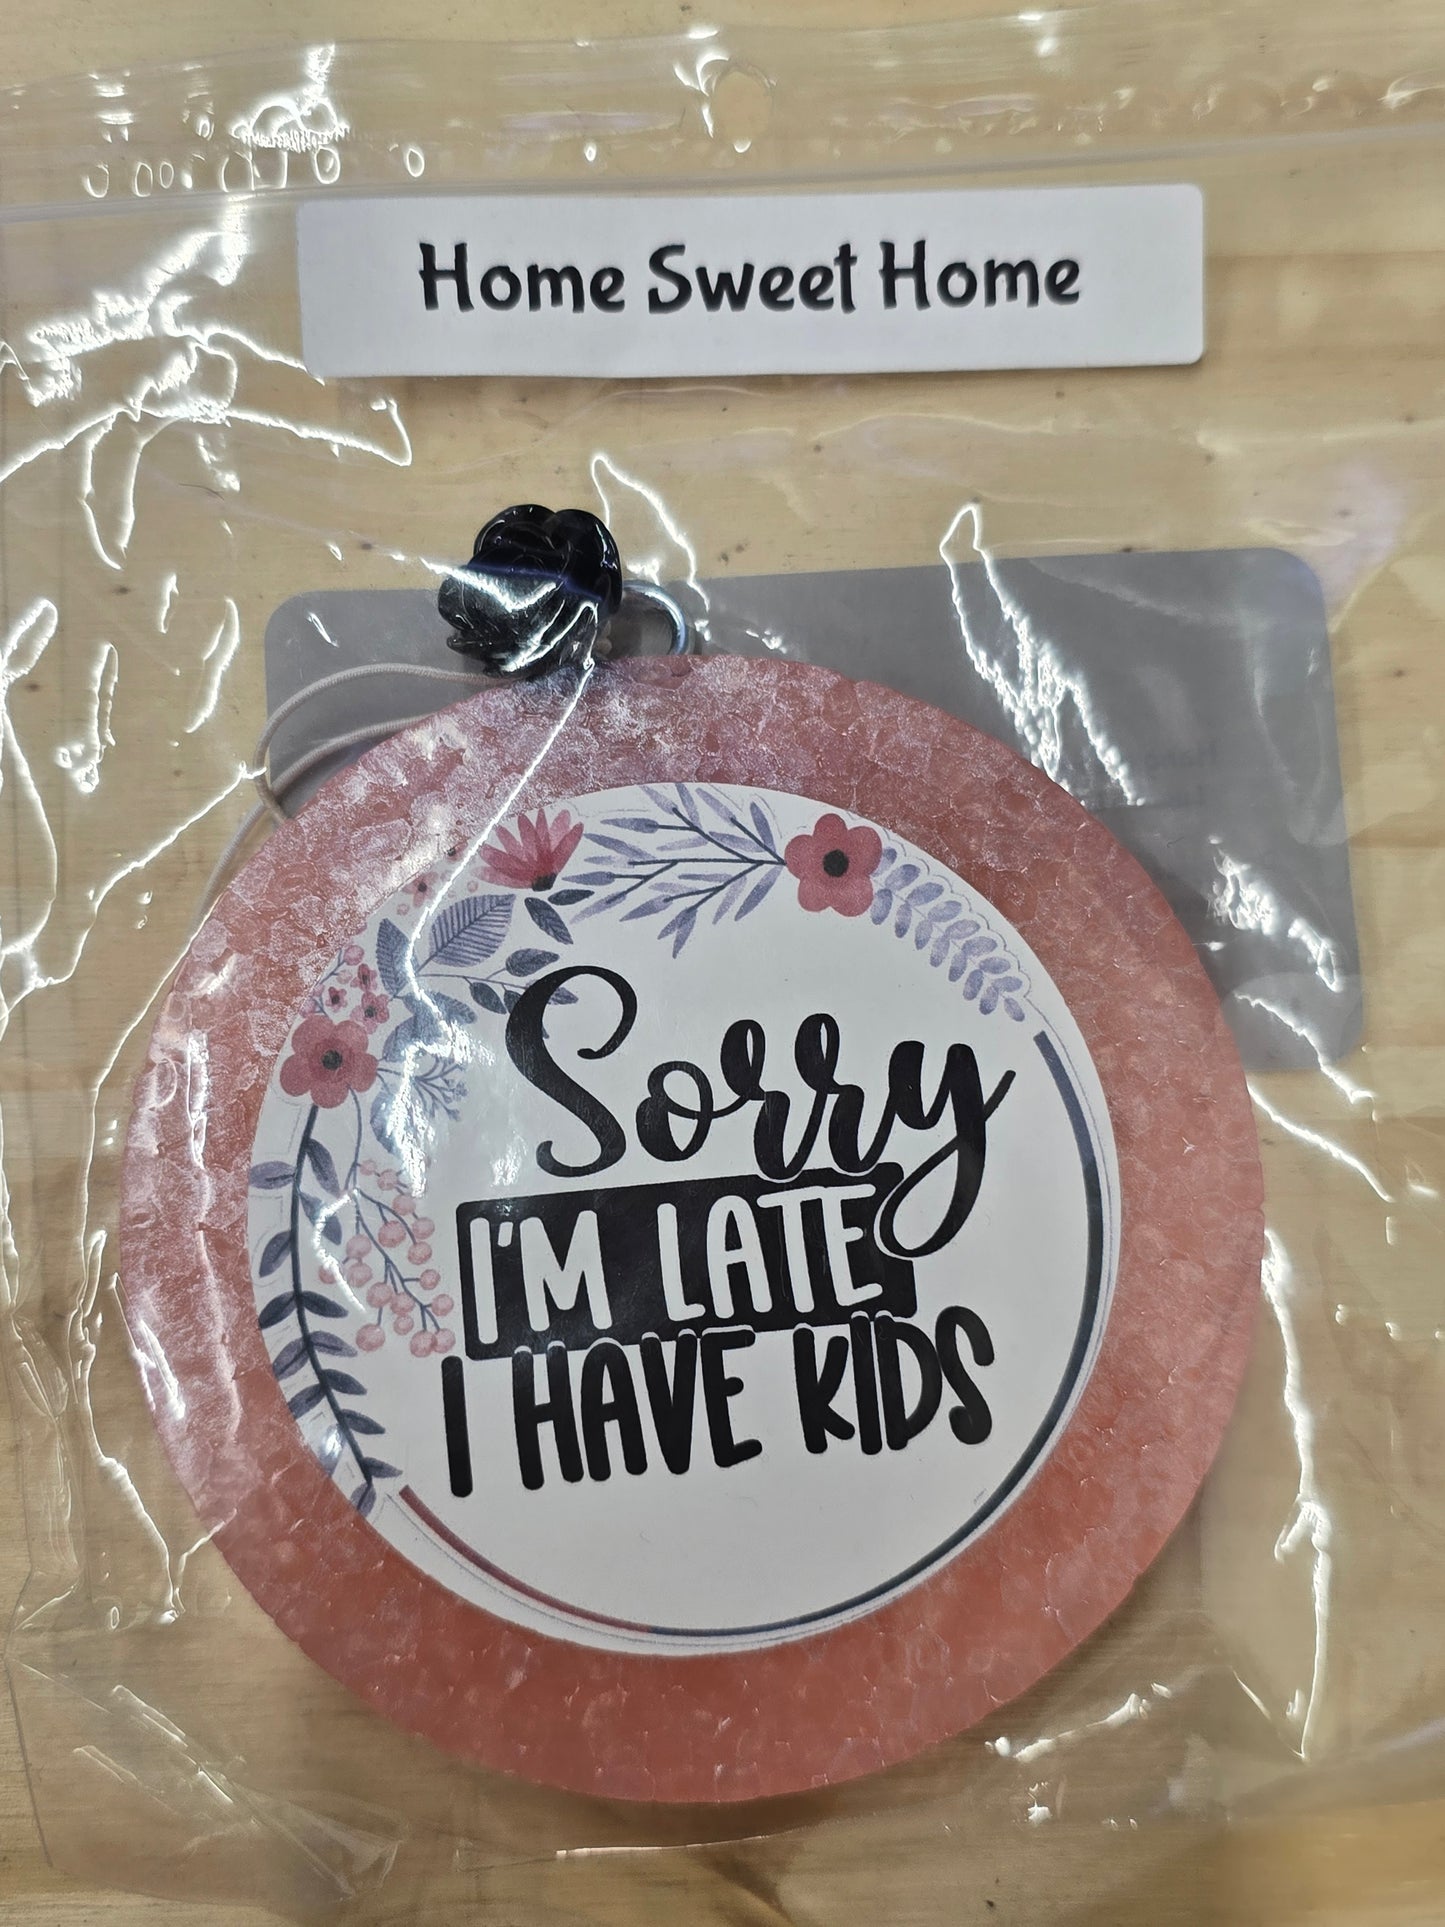 Home Sweet Home
Sorry
I'M LATE
I HAVE KIDS